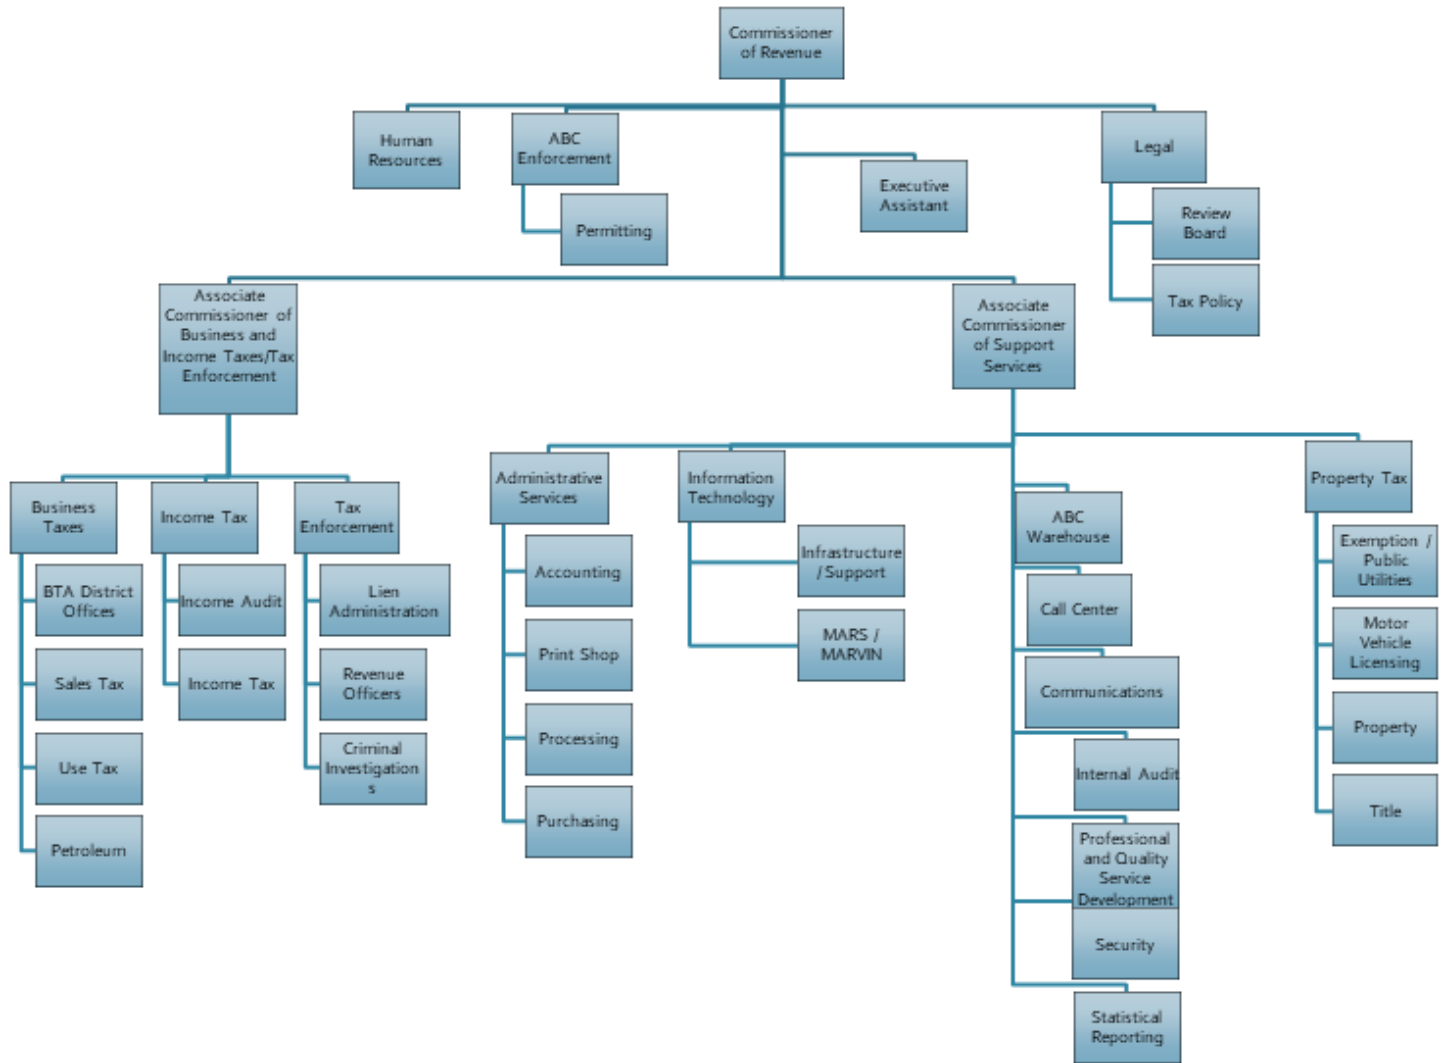 Commissioner
of Revenue
Human
Resources
ABC
Enforcement
Permitting
Executive
Assistant
Legal
Review
Board
Tax Policy
Associate
Commissioner of
Business and
Income Taxes/Tax
Enforcement
Associate
Commissioner
of Support
Services
Business
Taxes
BTA District
Offices
Sales Tax
Use Tax
Petroleum
Income Tax
Income Audit
Income Tax
Tax
Enforcement
Lien
Administration
Revenue
Officers
Criminal
Investigation
s
Administrative
Services
Accounting
Print Shop
Processing
Purchasing
Information
Technology
Infrastructure
/ Support
MARS /
MARVIN
ABC
Warehouse
Call Center
Communications
Internal Audit
Professional
and Quality
Service
Development
Security
Statistical
Reporting
Property Tax
Exemption /
Public
Utilities
Motor
Vehicle
Licensing
Property
Title